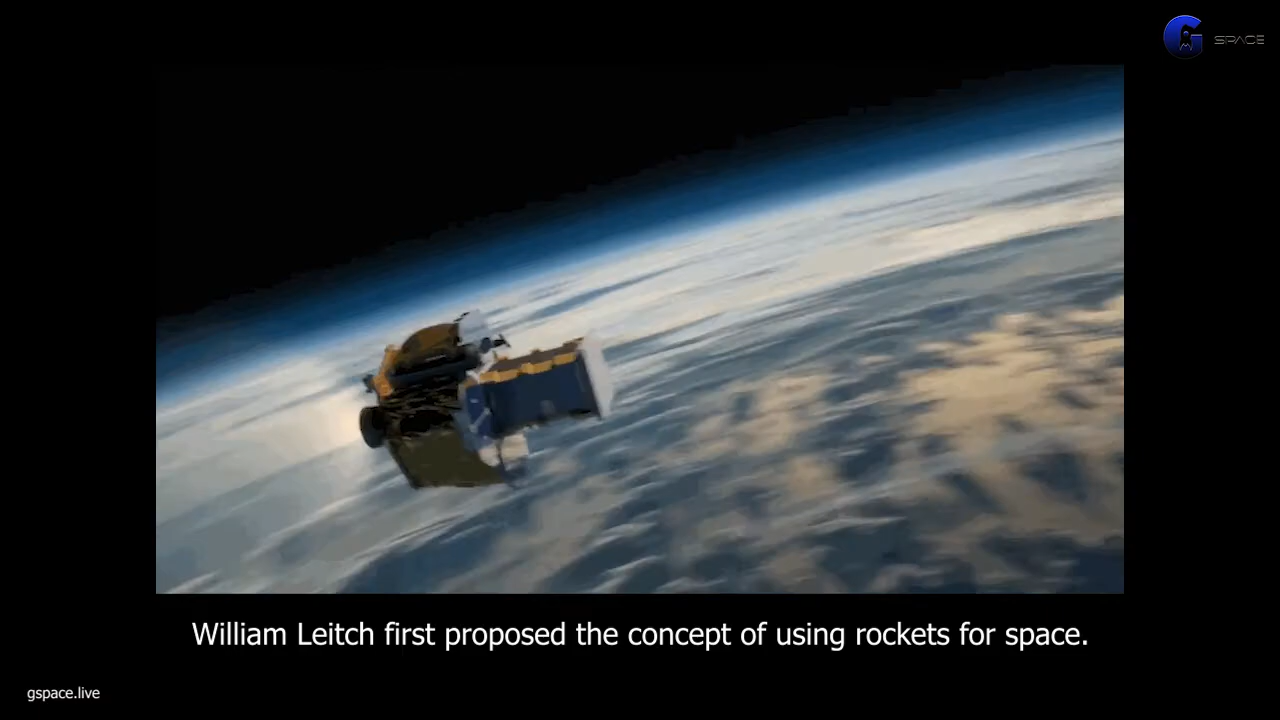 SPACE
William Leitch first proposed the concept of using rockets for space.
gspace.live